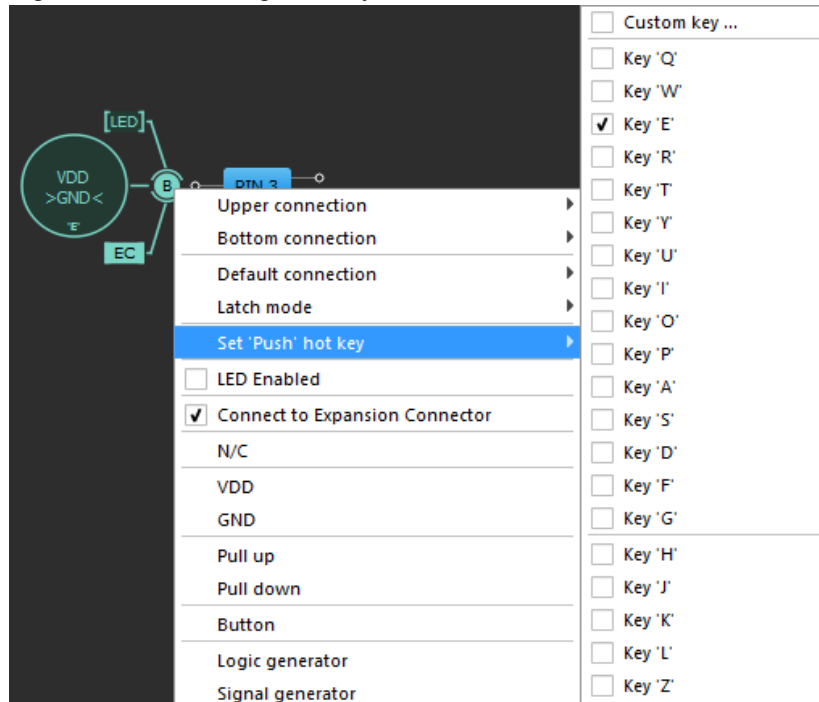 [LED]
VDD
>GND<
'E'
B
PIN 3
EC
Upper connection
Bottom connection
Default connection
Latch mode
Set 'Push' hot key
LED Enabled
Connect to Expansion Connector
N/C
VDD
GND
Pull up
Pull down
Button
Logic generator
Signal generator
Custom key ...
Key 'Q'
Key 'W'
Key 'E'
Key 'R'
Key 'T'
Key 'Y'
Key 'U'
Key 'I'
Key 'O'
Key 'P'
Key 'A'
Key 'S'
Key 'D'
Key 'F'
Key 'G'
Key 'H'
Key 'J'
Key 'K'
Key 'L'
Key 'Z'